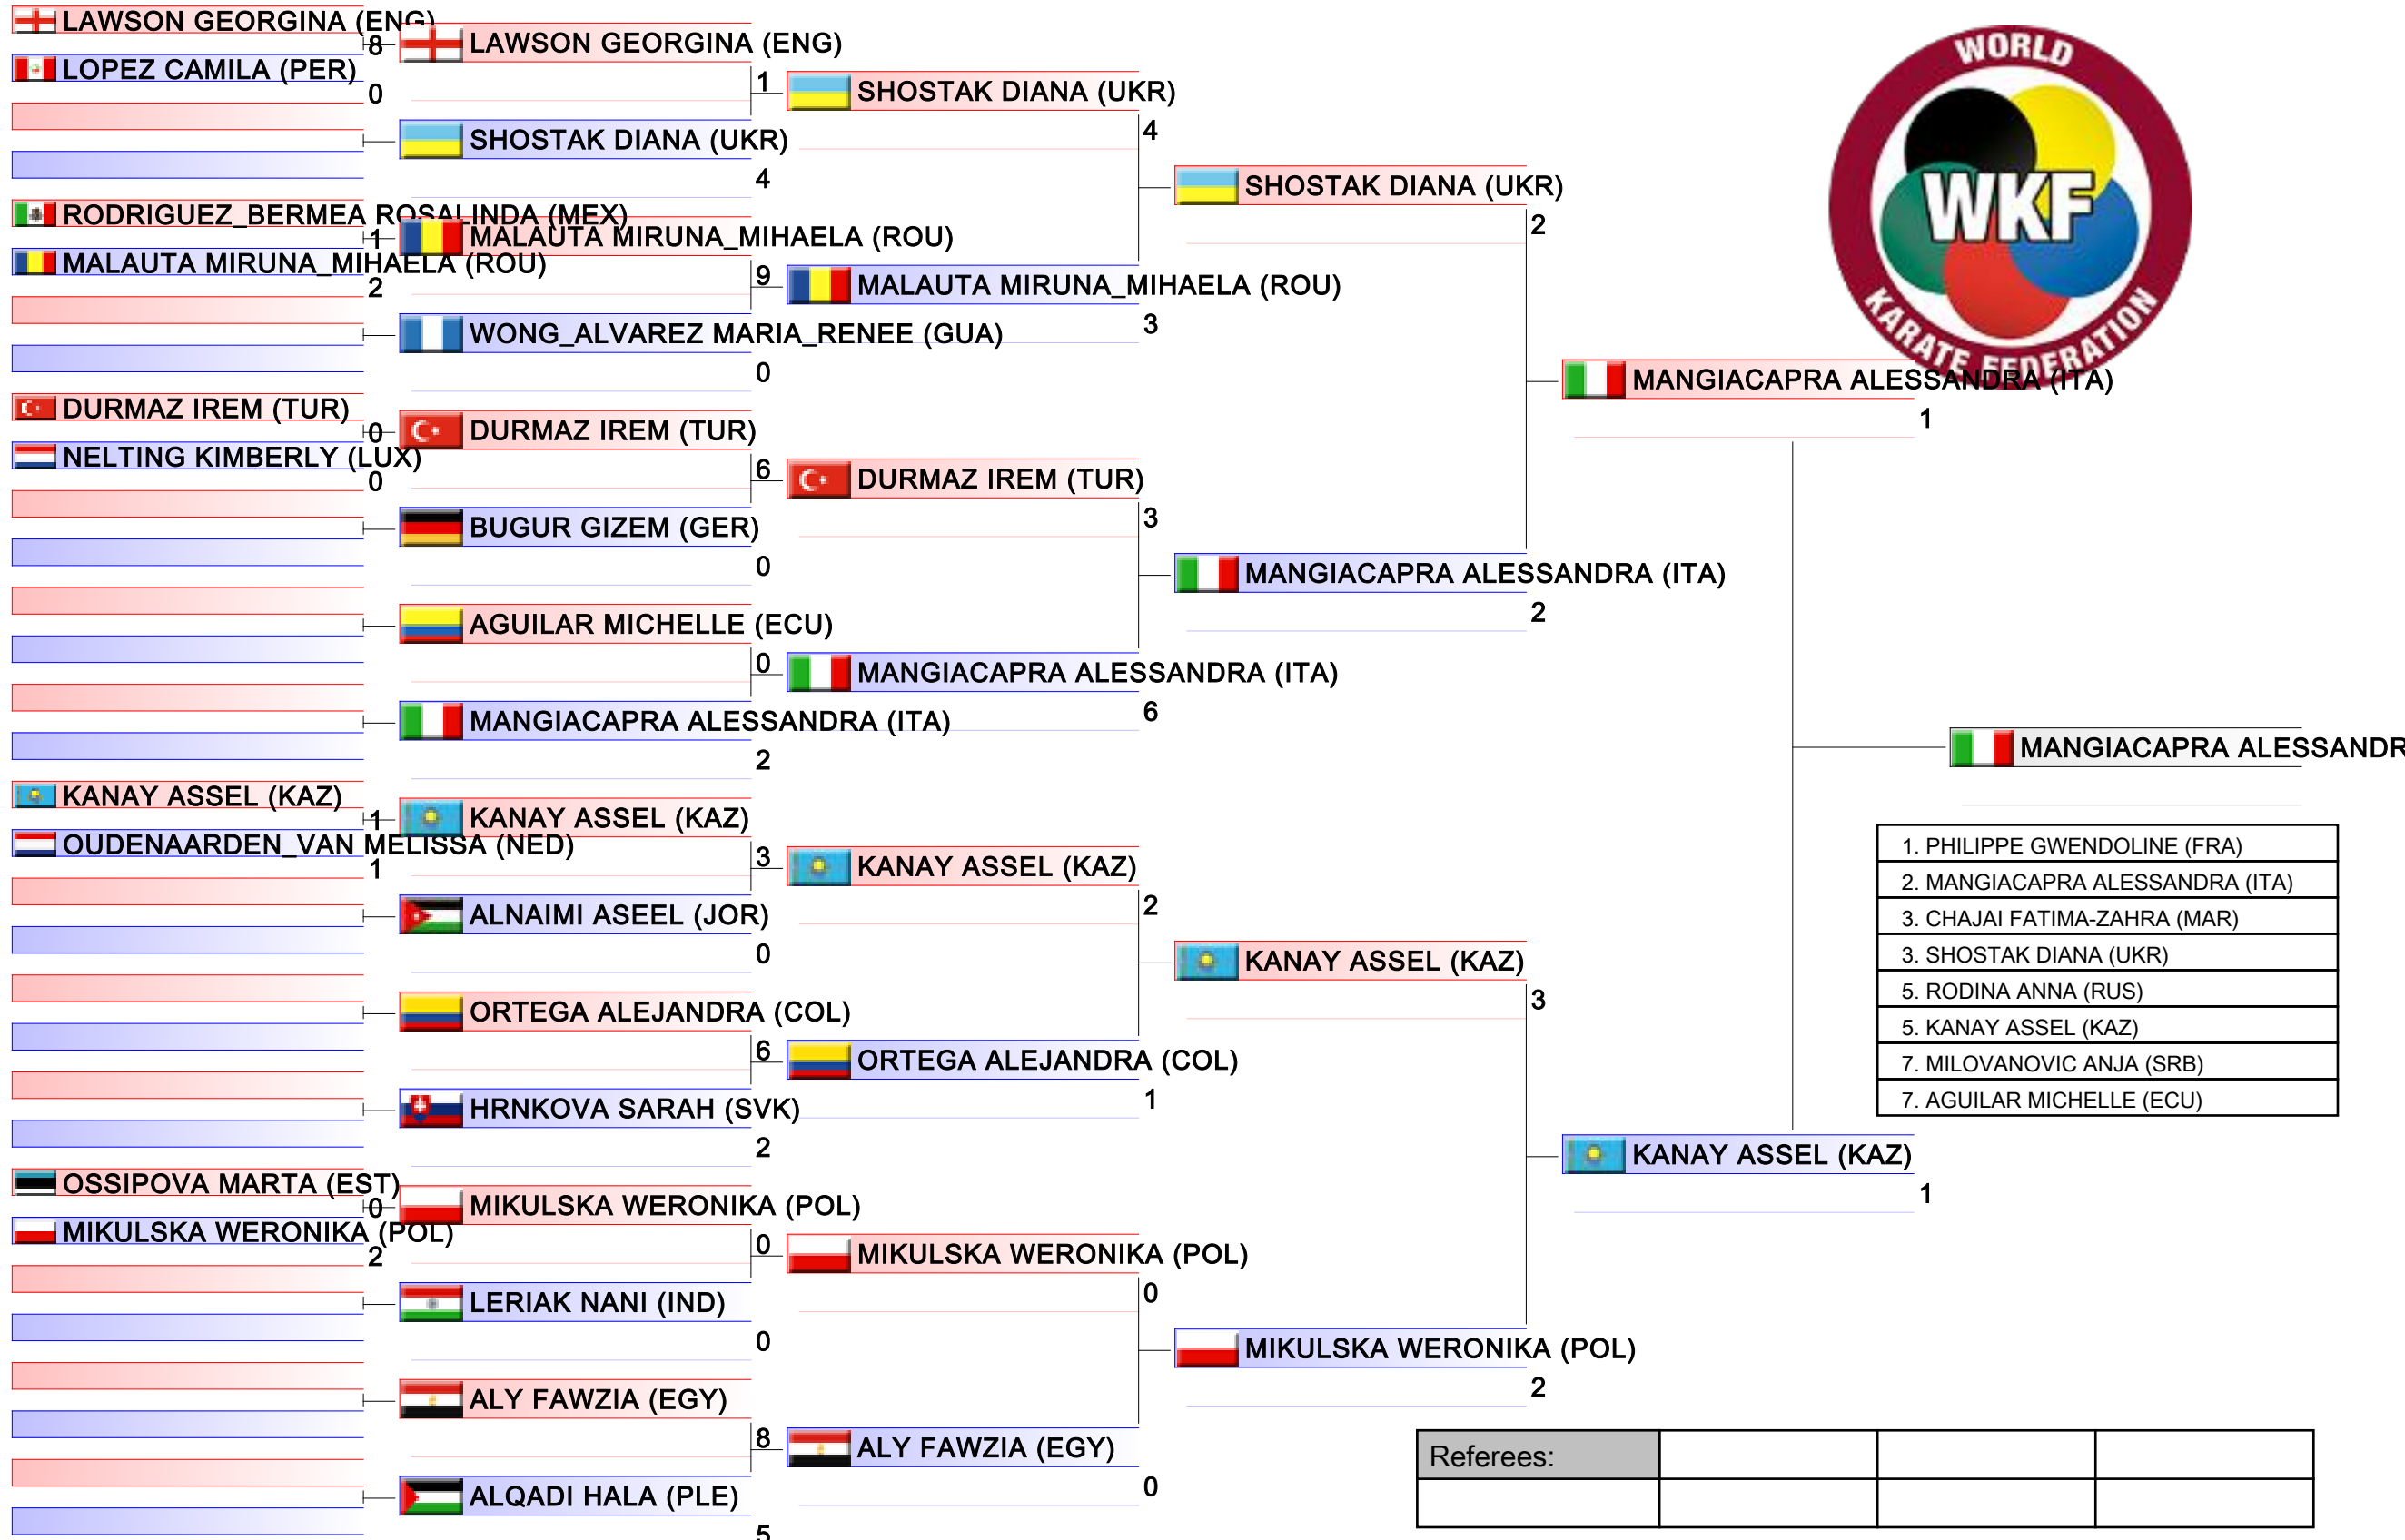 LAWSON GEORGINA (ENG)
8
LOPEZ CAMILA (PER)
0
RODRIGUEZ_BERMEA ROSALINDA (MEX)
1
MALAUTA MIRUNA_MIHAELA (ROU)
2
DURMAZ IREM (TUR)
0
NELTING KIMBERLY (LUX)
0
KANAY ASSEL (KAZ)
1
OUDENAARDEN_VAN MELISSA (NED)
1
OSSIPOVA MARTA (EST)
0
MIKULSKA WERONIKA (POL)
2
LAWSON GEORGINA (ENG)
1
SHOSTAK DIANA (UKR)
4
MALAUTA MIRUNA_MIHAELA (ROU)
9
WONG_ALVAREZ MARIA_RENEE (GUA)
0
DURMAZ IREM (TUR)
6
BUGUR GIZEM (GER)
0
AGUILAR MICHELLE (ECU)
0
MANGIACAPRA ALESSANDRA (ITA)
2
KANAY ASSEL (KAZ)
3
ALNAIMI ASEEL (JOR)
0
ORTEGA ALEJANDRA (COL)
6
HRNKOVA SARAH (SVK)
2
MIKULSKA WERONIKA (POL)
0
LERIAK NANI (IND)
0
ALY FAWZIA (EGY)
8
ALQADI HALA (PLE)
5
SHOSTAK DIANA (UKR)
4
MALAUTA MIRUNA_MIHAELA (ROU)
3
DURMAZ IREM (TUR)
3
MANGIACAPRA ALESSANDRA (ITA)
6
KANAY ASSEL (KAZ)
2
ORTEGA ALEJANDRA (COL)
1
MIKULSKA WERONIKA (POL)
0
ALY FAWZIA (EGY)
0
SHOSTAK DIANA (UKR)
2
MANGIACAPRA ALESSANDRA (ITA)
2
KANAY ASSEL (KAZ)
3
MIKULSKA WERONIKA (POL)
2
MANGIACAPRA ALESSANDRA (ITA)
1
KANAY ASSEL (KAZ)
1
MANGIACAPRA ALESSANDR
WORLD
WKF
KARATE FEDERATION
1. PHILIPPE GWENDOLINE (FRA)
2. MANGIACAPRA ALESSANDRA (ITA)
3. CHAJAI FATIMA-ZAHRA (MAR)
3. SHOSTAK DIANA (UKR)
5. RODINA ANNA (RUS)
5. KANAY ASSEL (KAZ)
7. MILOVANOVIC ANJA (SRB)
7. AGUILAR MICHELLE (ECU)
Referees: